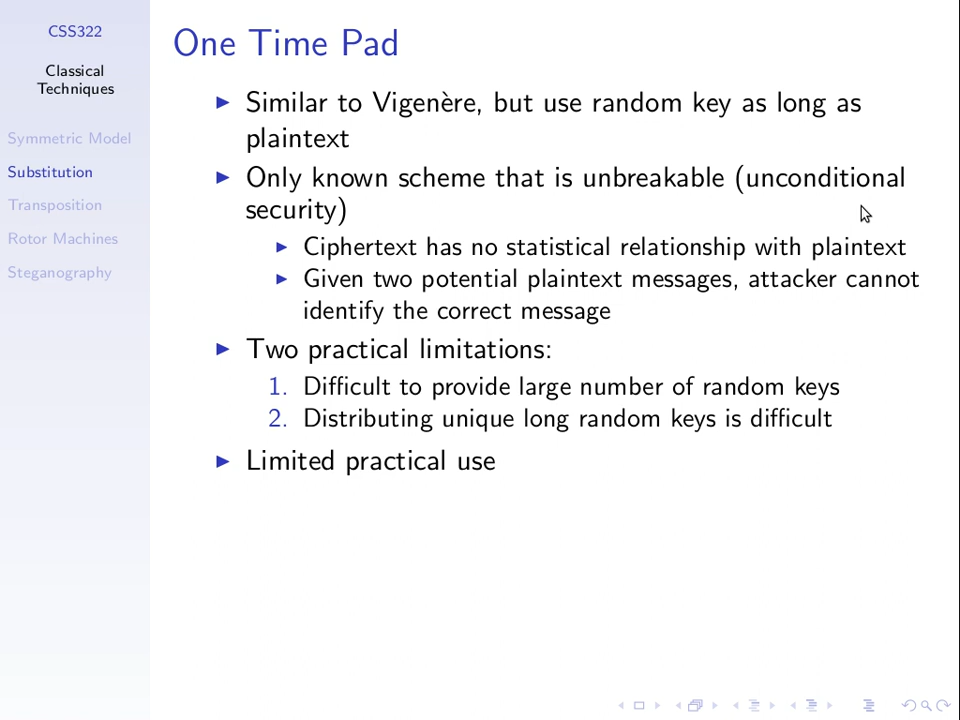 CSS322
Classical
Techniques
Symmetric Model
Substitution
Transposition
Rotor Machines
Steganography
One Time Pad
Similar to Vigenère, but use random key as long as
plaintext
Only known scheme that is unbreakable (unconditional
security)
Ciphertext has no statistical relationship with plaintext
Given two potential plaintext messages, attacker cannot
identify the correct message
Two practical limitations:
1. Difficult to provide large number of random keys
2. Distributing unique long random keys is difficult
Limited practical use